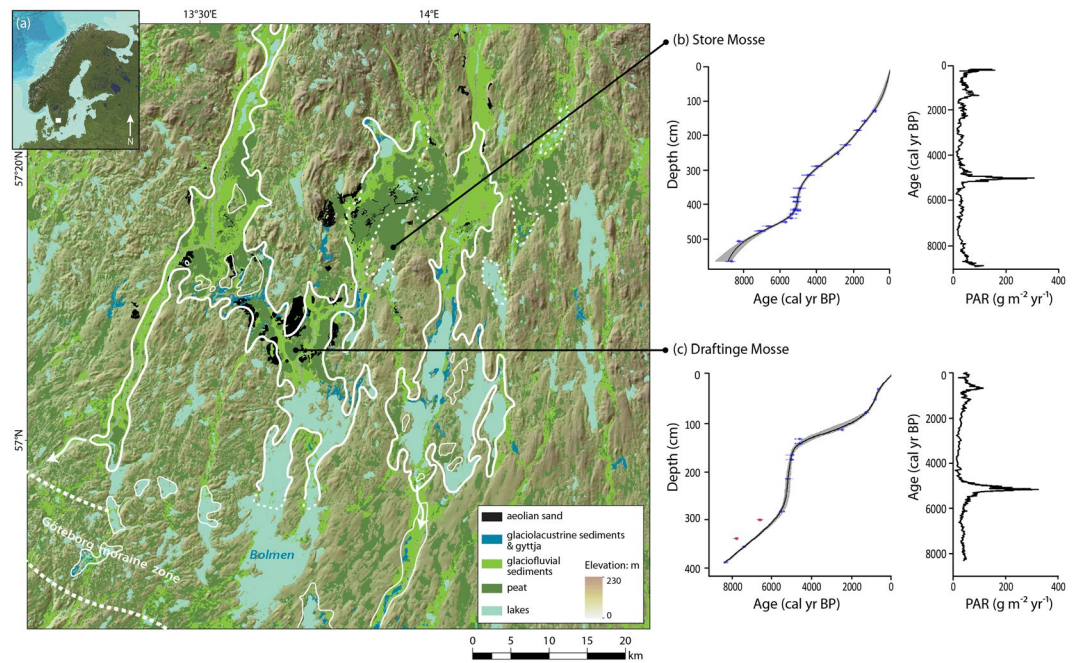 (a)
N
13°30'E
14°E
57°20'N
57°N
Göteborg moraine zone
Bolmen
aeolian sand
glaciolacustrine sediments
& gyttja
glaciofluvial
sediments
peat
lakes
Elevation: m
230
0
0 5 10 15 20
km
(b) Store Mosse
0
100
200
300
400
500
Depth (cm)
8000 6000 4000 2000 0
Age (cal yr BP)
0
2000
4000
6000
8000
Age (cal yr BP)
0 100 200 300 400
PAR (g m⁻² yr⁻¹)
(c) Draftinge Mosse
0
100
200
300
400
Depth (cm)
8000 6000 4000 2000 0
Age (cal yr BP)
0
2000
4000
6000
8000
Age (cal yr BP)
0 100 200 300 400
PAR (g m⁻² yr⁻¹)